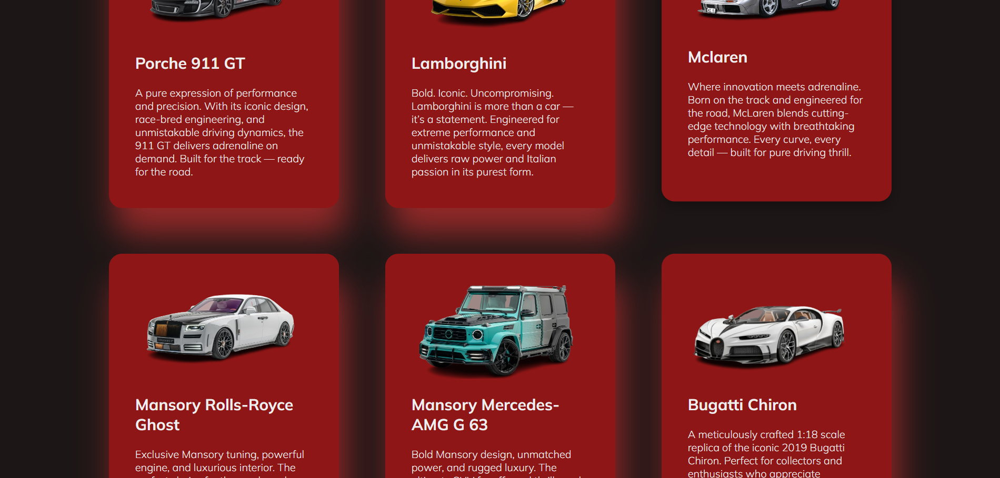 Porche 911 GT
A pure expression of performance
and precision. With its iconic design,
race-bred engineering, and
unmistakable driving dynamics, the
911 GT delivers adrenaline on
demand. Built for the track — ready
for the road.
Lamborghini
Bold. Iconic. Uncompromising.
Lamborghini is more than a car —
it's a statement. Engineered for
extreme performance and
unmistakable style, every model
delivers raw power and Italian
passion in its purest form.
Mclaren
Where innovation meets adrenaline.
Born on the track and engineered for
the road, McLaren blends cutting-
edge technology with breathtaking
performance. Every curve, every
detail — built for pure driving thrill.
Mansory Rolls-Royce
Ghost
Exclusive Mansory tuning, powerful
engine, and luxurious interior. The
Mansory Mercedes-
AMG G 63
Bold Mansory design, unmatched
power, and rugged luxury. The
Bugatti Chiron
A meticulously crafted 1:18 scale
replica of the iconic 2019 Bugatti
Chiron. Perfect for collectors and
enthusiasts who appreciate